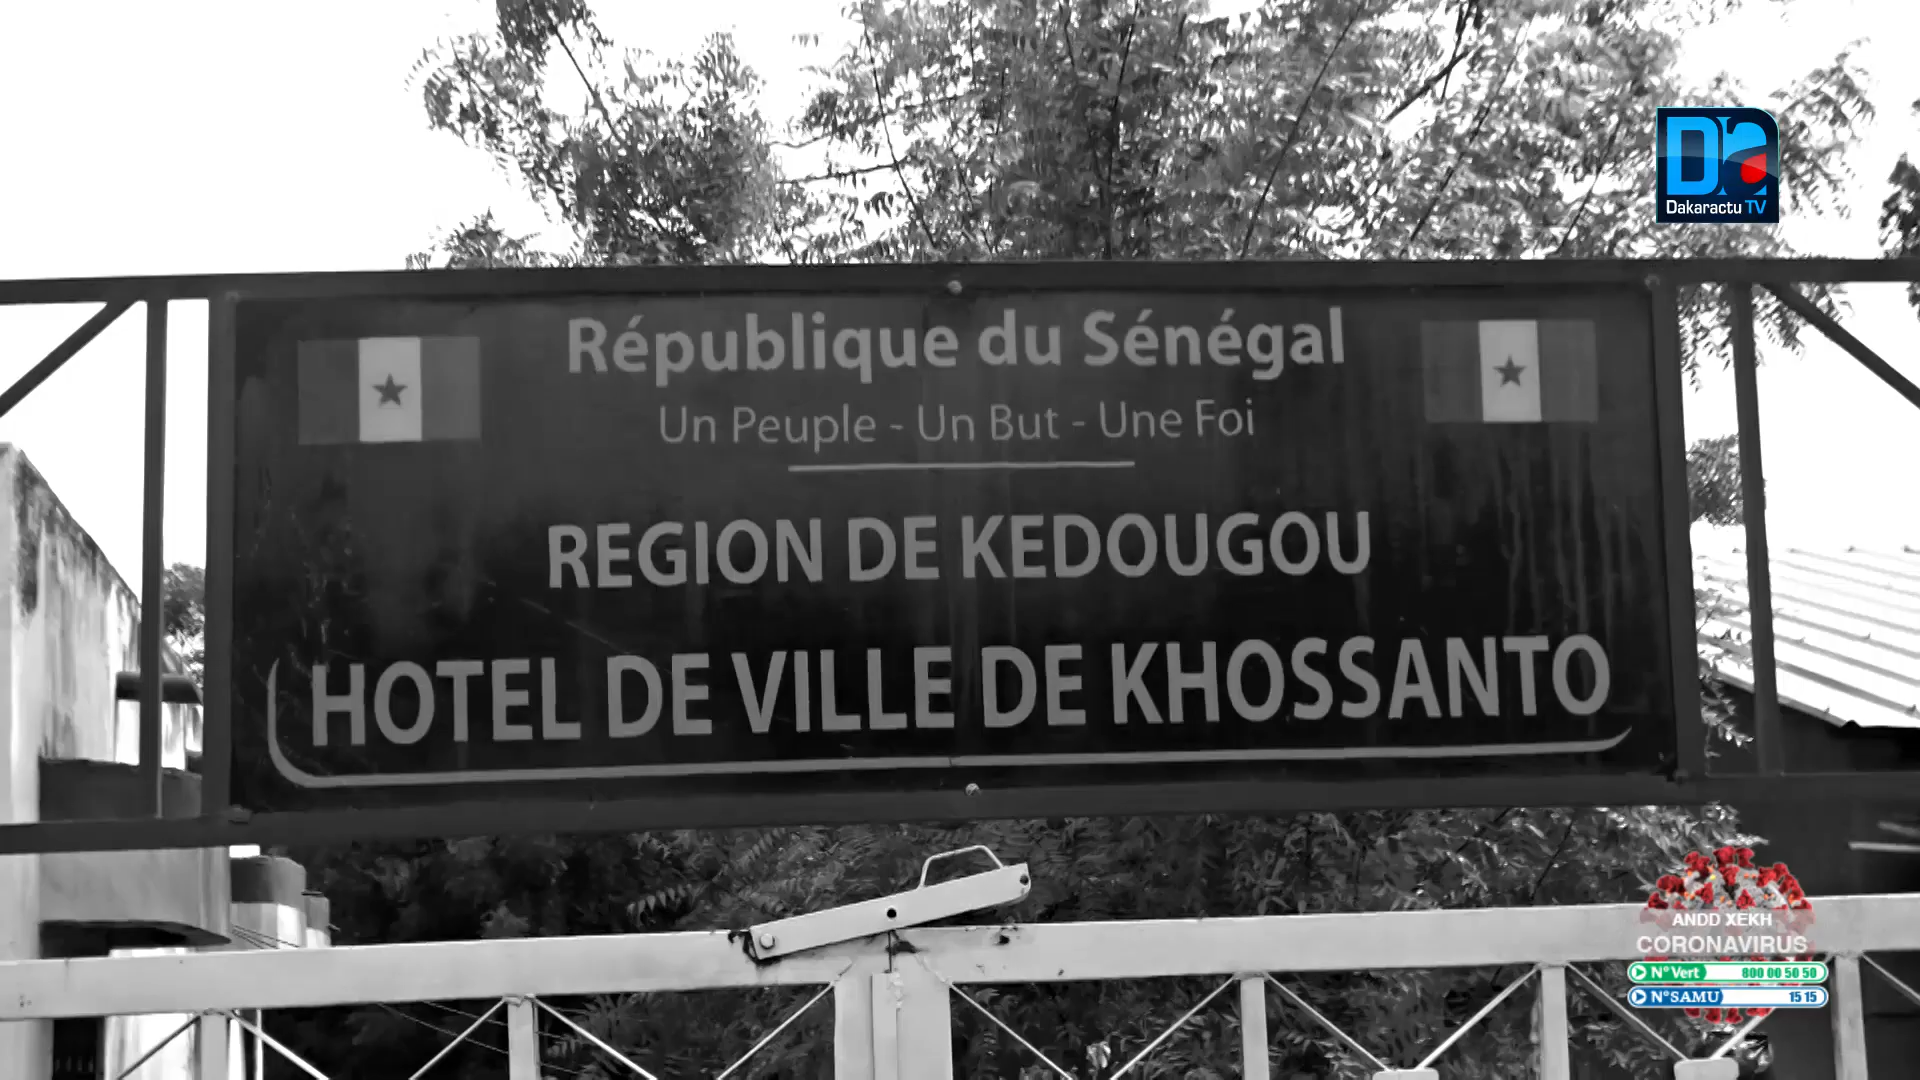 Da
Dakaractu TV
République du Sénégal
Un Peuple - Un But - Une Foi
REGION DE KEDOUGOU
HOTEL DE VILLE DE KHOSSANTO
ANDD XEKH
CORONAVIRUS
N° Vert 800 00 50 50
N° SAMU 15 15